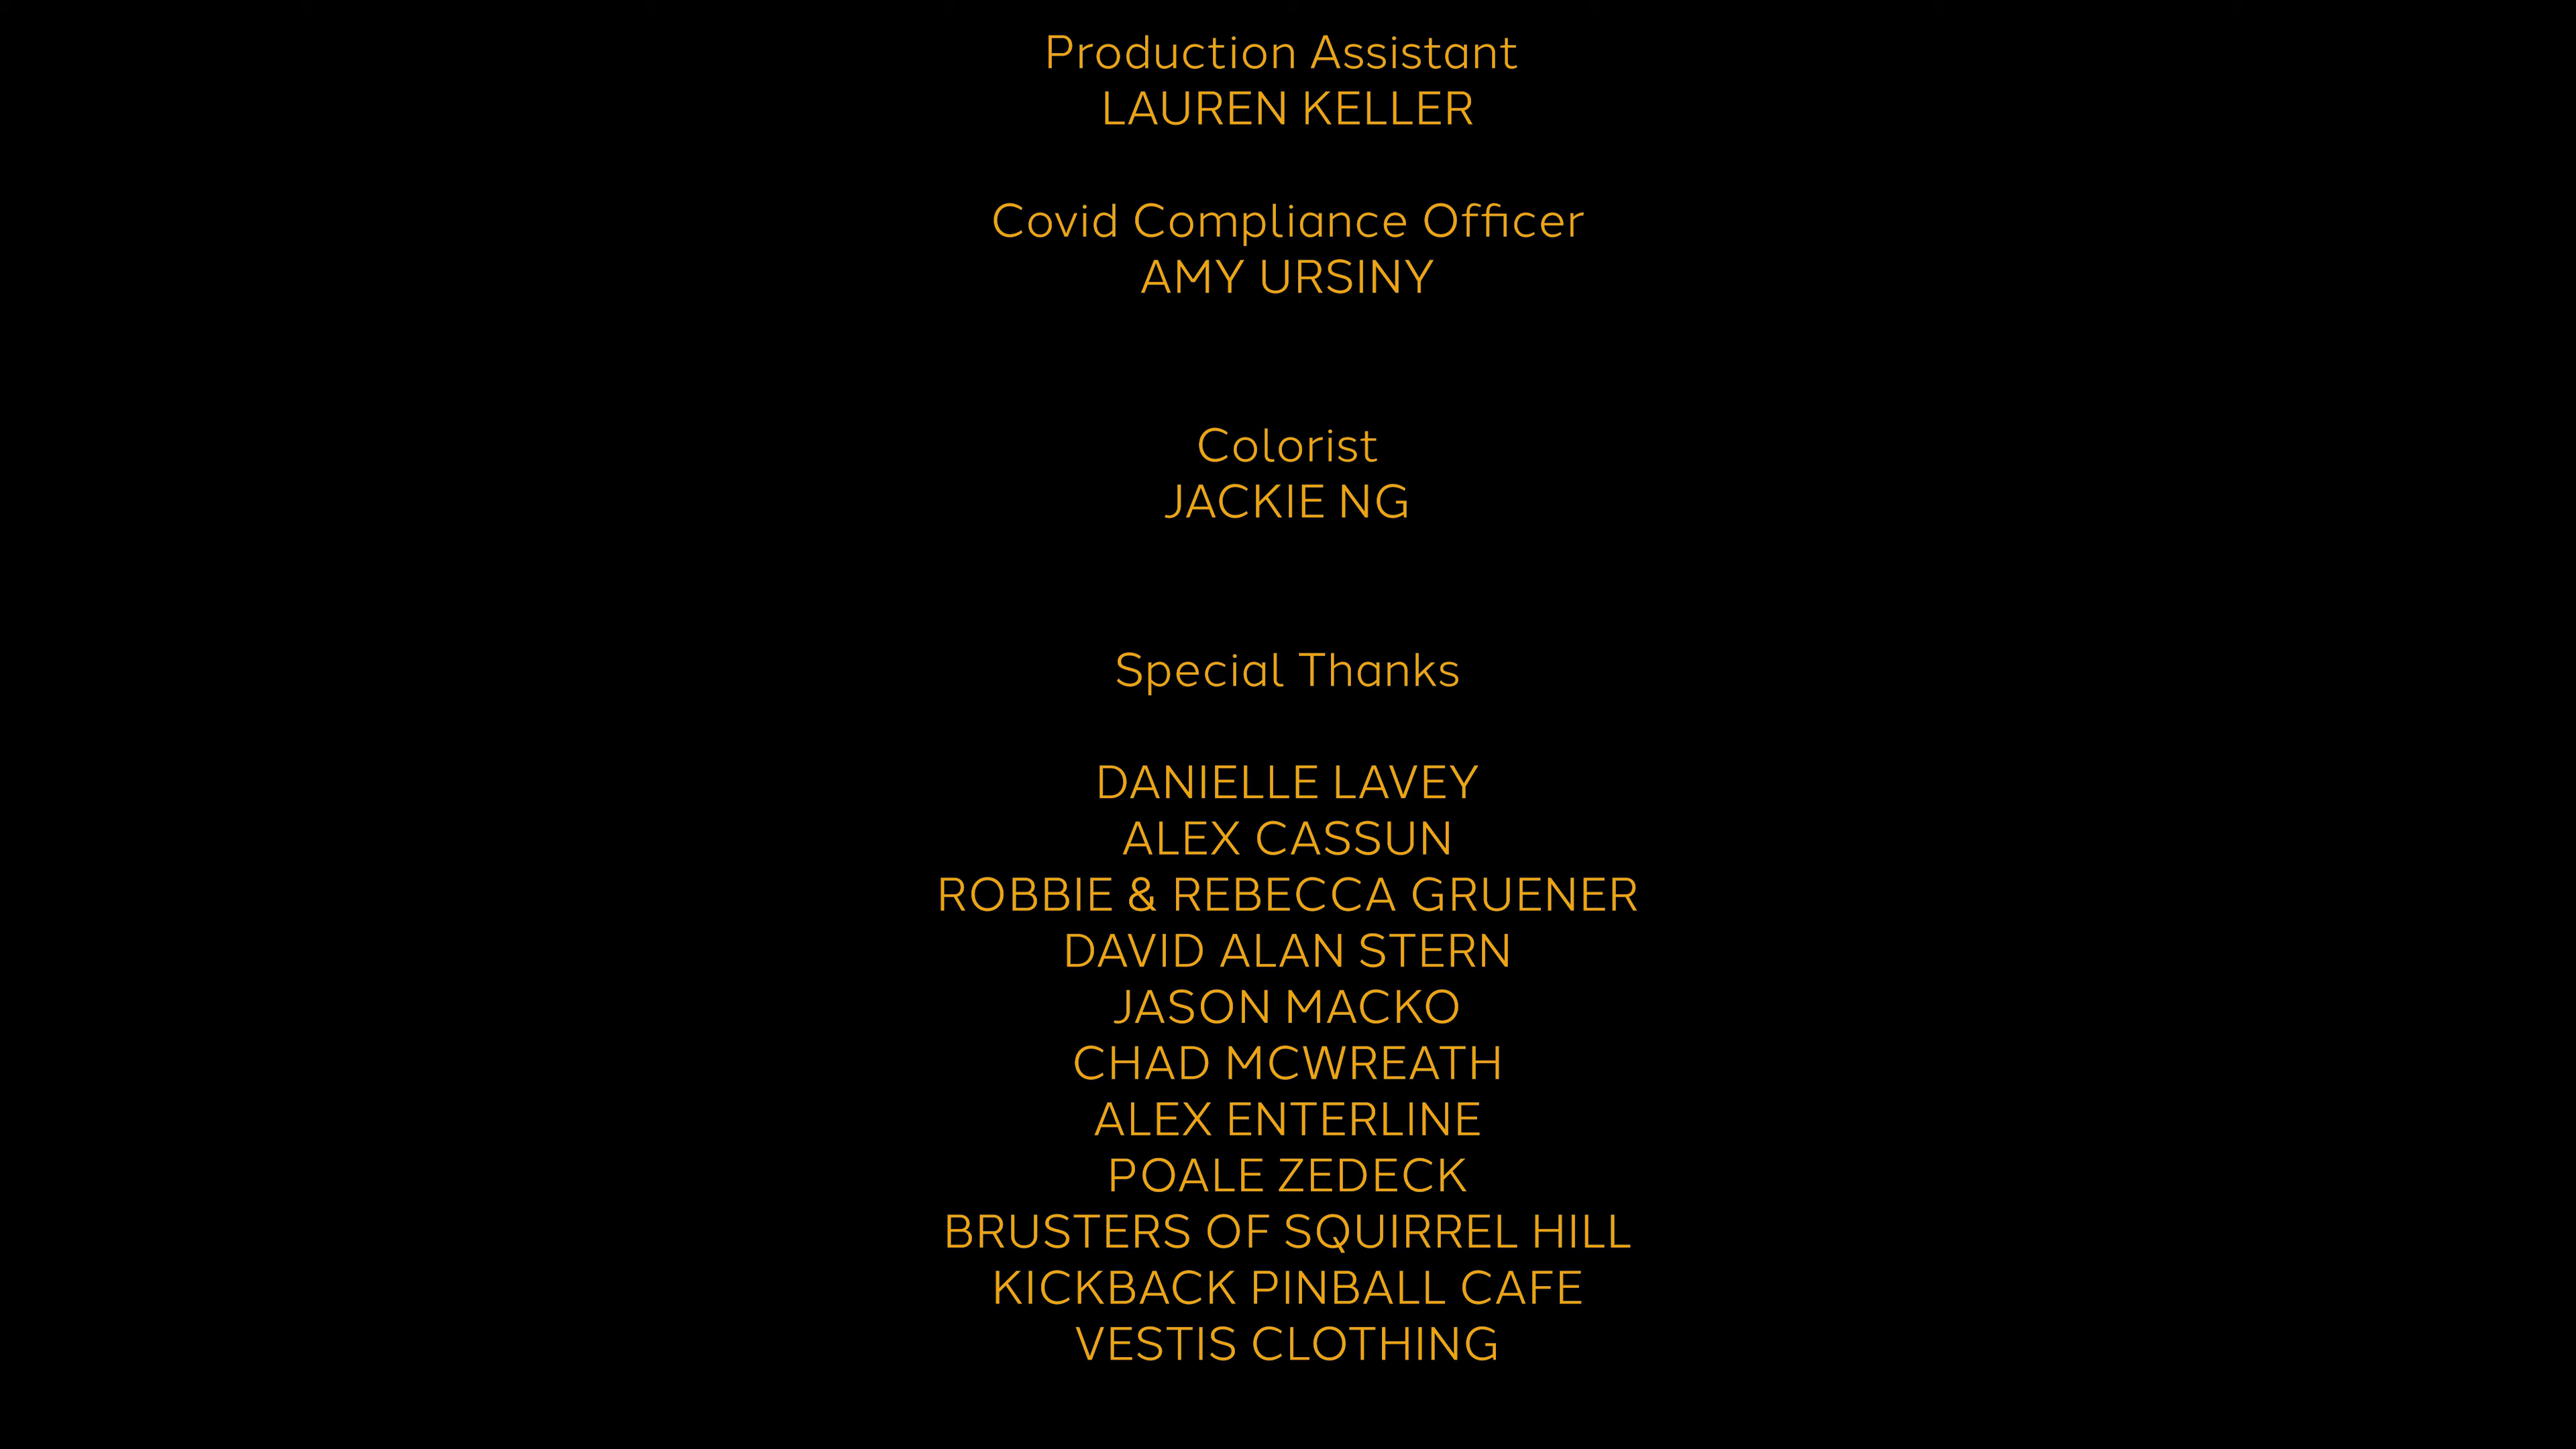 Production Assistant
LAUREN KELLER
Covid Compliance Officer
AMY URSINY
Colorist
JACKIE NG
Special Thanks
DANIELLE LAVEY
ALEX CASSUN
ROBBIE & REBECCA GRUENER
DAVID ALAN STERN
JASON MACKO
CHAD MCWREATH
ALEX ENTERLINE
POALE ZEDECK
BRUSTERS OF SQUIRREL HILL
KICKBACK PINBALL CAFE
VESTIS CLOTHING